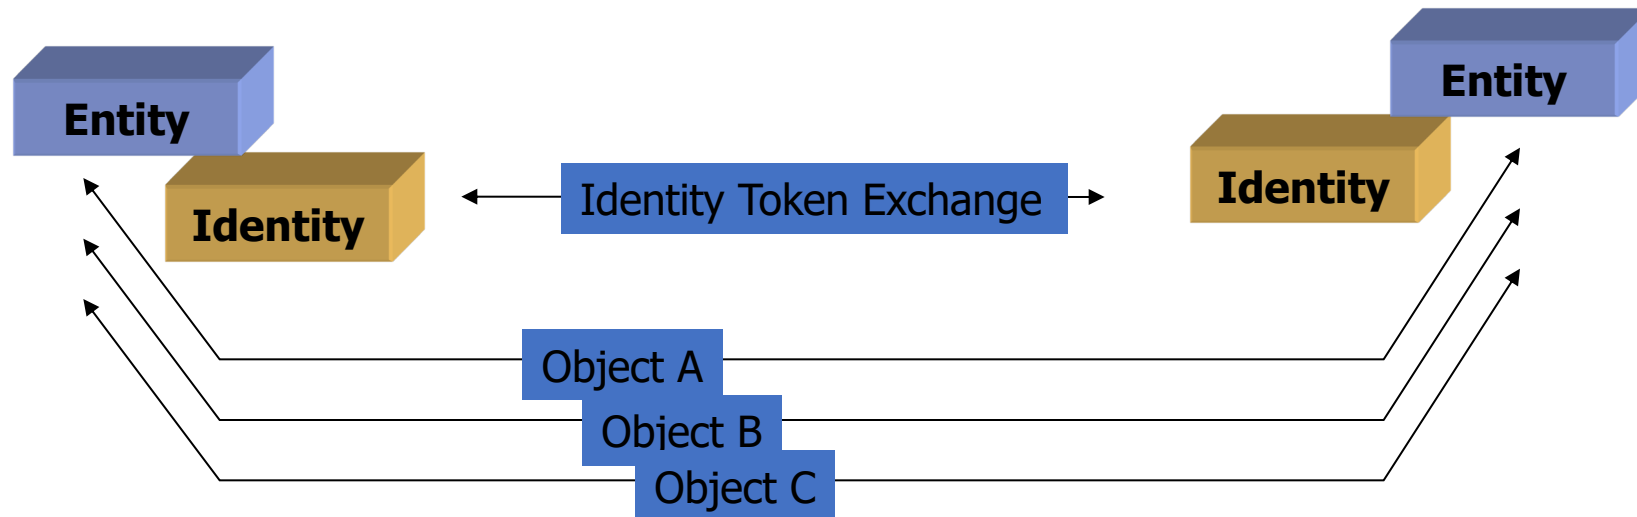 Entity
Entity
Identity
Identity Token Exchange
Identity
Object A
Object B
Object C